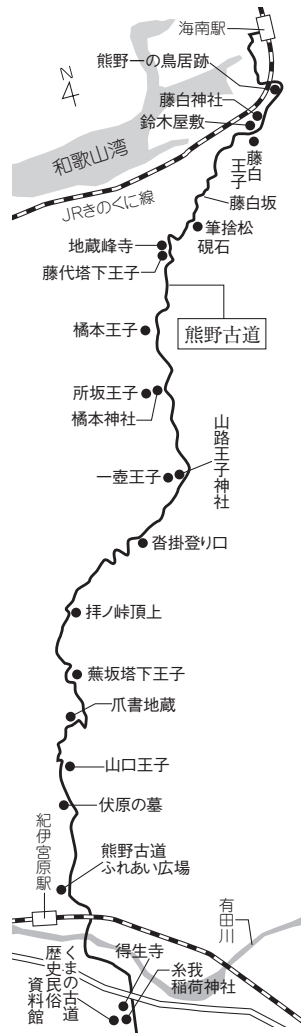 海南駅
熊野一の鳥居跡
N
藤白神社
鈴木屋敷
和歌山湾
藤白
王子
藤白坂
JRきのくに線
筆捨松
硯石
地蔵峰寺
藤代塔下王子
熊野古道
橘本王子
所坂王子
橘本神社
山路王子神社
一壺王子
沓掛登り口
拝ノ峠頂上
蕪坂塔下王子
爪書地蔵
山口王子
伏原の墓
紀伊宮原駅
熊野古道
ふれあい広場
有田川
得生寺
糸我
稲荷神社
くまの古道
歴史民俗
資料館